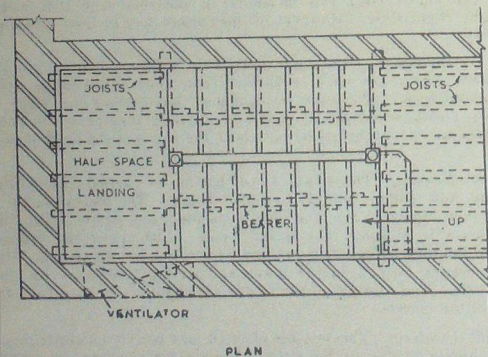 JOISTS
JOISTS
HALF SPACE
LANDING
BEARER
UP
VENTILATOR
PLAN